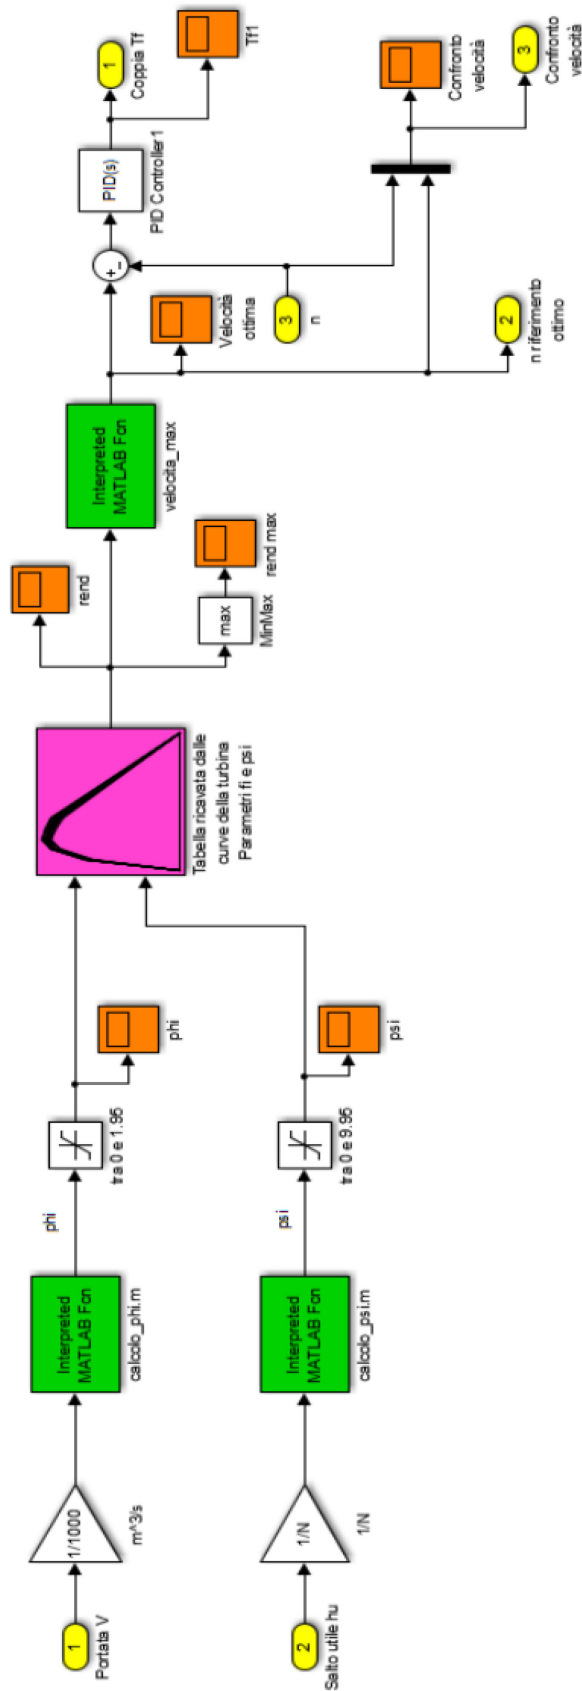 1
Portata V
1/1000
m^3/s
Interpreted
MATLAB Fcn
calcolo_phi.m
phi
tra 0 e 1.95
phi
2
Salto utile hu
1/N
1/N
Interpreted
MATLAB Fcn
calcolo_psi.m
psi
tra 0 e 9.95
psi
Tabella ricavata dalle
curve della turbina
Parametri fi e psi
rend
max
MinMax
rend max
Interpreted
MATLAB Fcn
velocita_max
Velocità
ottima
3
n
+
-
PID(s)
PID Controller1
1
Coppia Tf
Tf1
2
n riferimento
ottimo
Confronto
velocità
3
Confronto
velocità